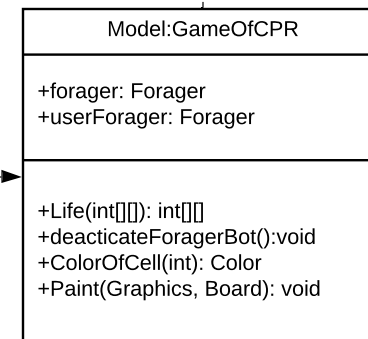 Model:GameOfCPR
+forager: Forager
+userForager: Forager
+Life(int[][]): int[][]
+deacticateForagerBot():void
+ColorOfCell(int): Color
+Paint(Graphics, Board): void